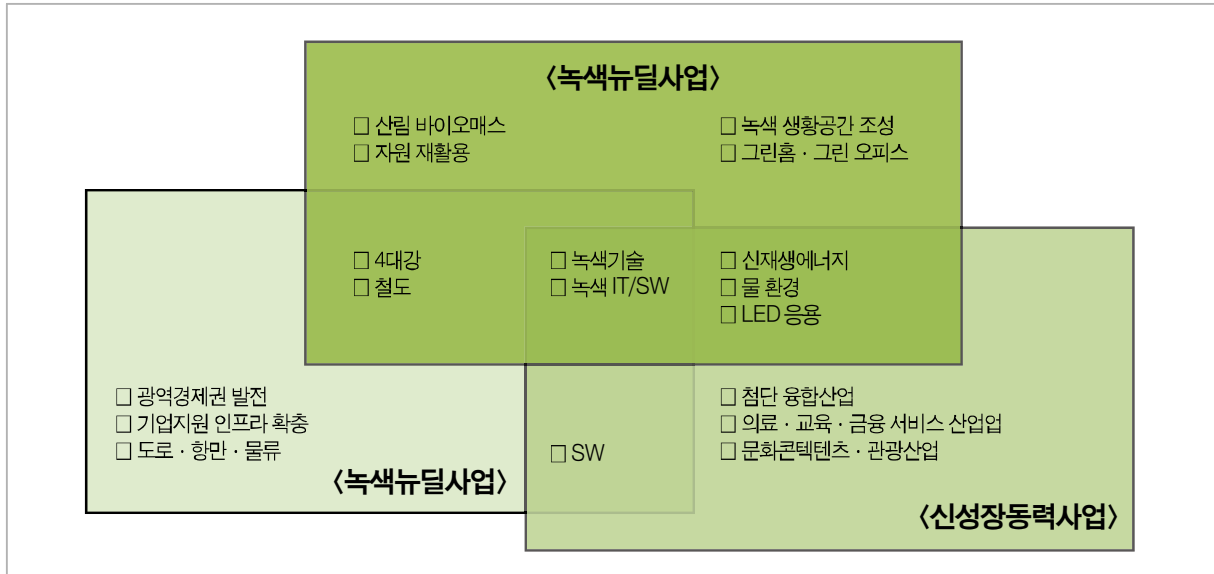 〈녹색뉴딜사업〉
□ 산림 바이오매스
□ 자원 재활용
□ 녹색 생황공간 조성
□ 그린홈 · 그린 오피스
□ 4대강
□ 철도
□ 녹색기술
□ 녹색 IT/SW
□ 신재생에너지
□ 물 환경
□ LED 응용
□ 광역경제권 발전
□ 기업지원 인프라 확충
□ 도로 · 항만 · 물류
〈녹색뉴딜사업〉
□ SW
□ 첨단 융합산업
□ 의료 · 교육 · 금융 서비스 산업업
□ 문화콘텍텐츠 · 관광산업
〈신성장동력사업〉